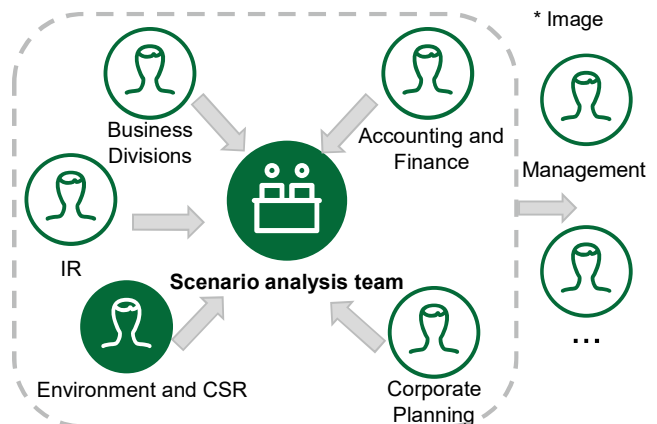 * Image
Business
Divisions
Accounting and
Finance
Management
IR
Scenario analysis team
Environment and CSR
Corporate
Planning
...